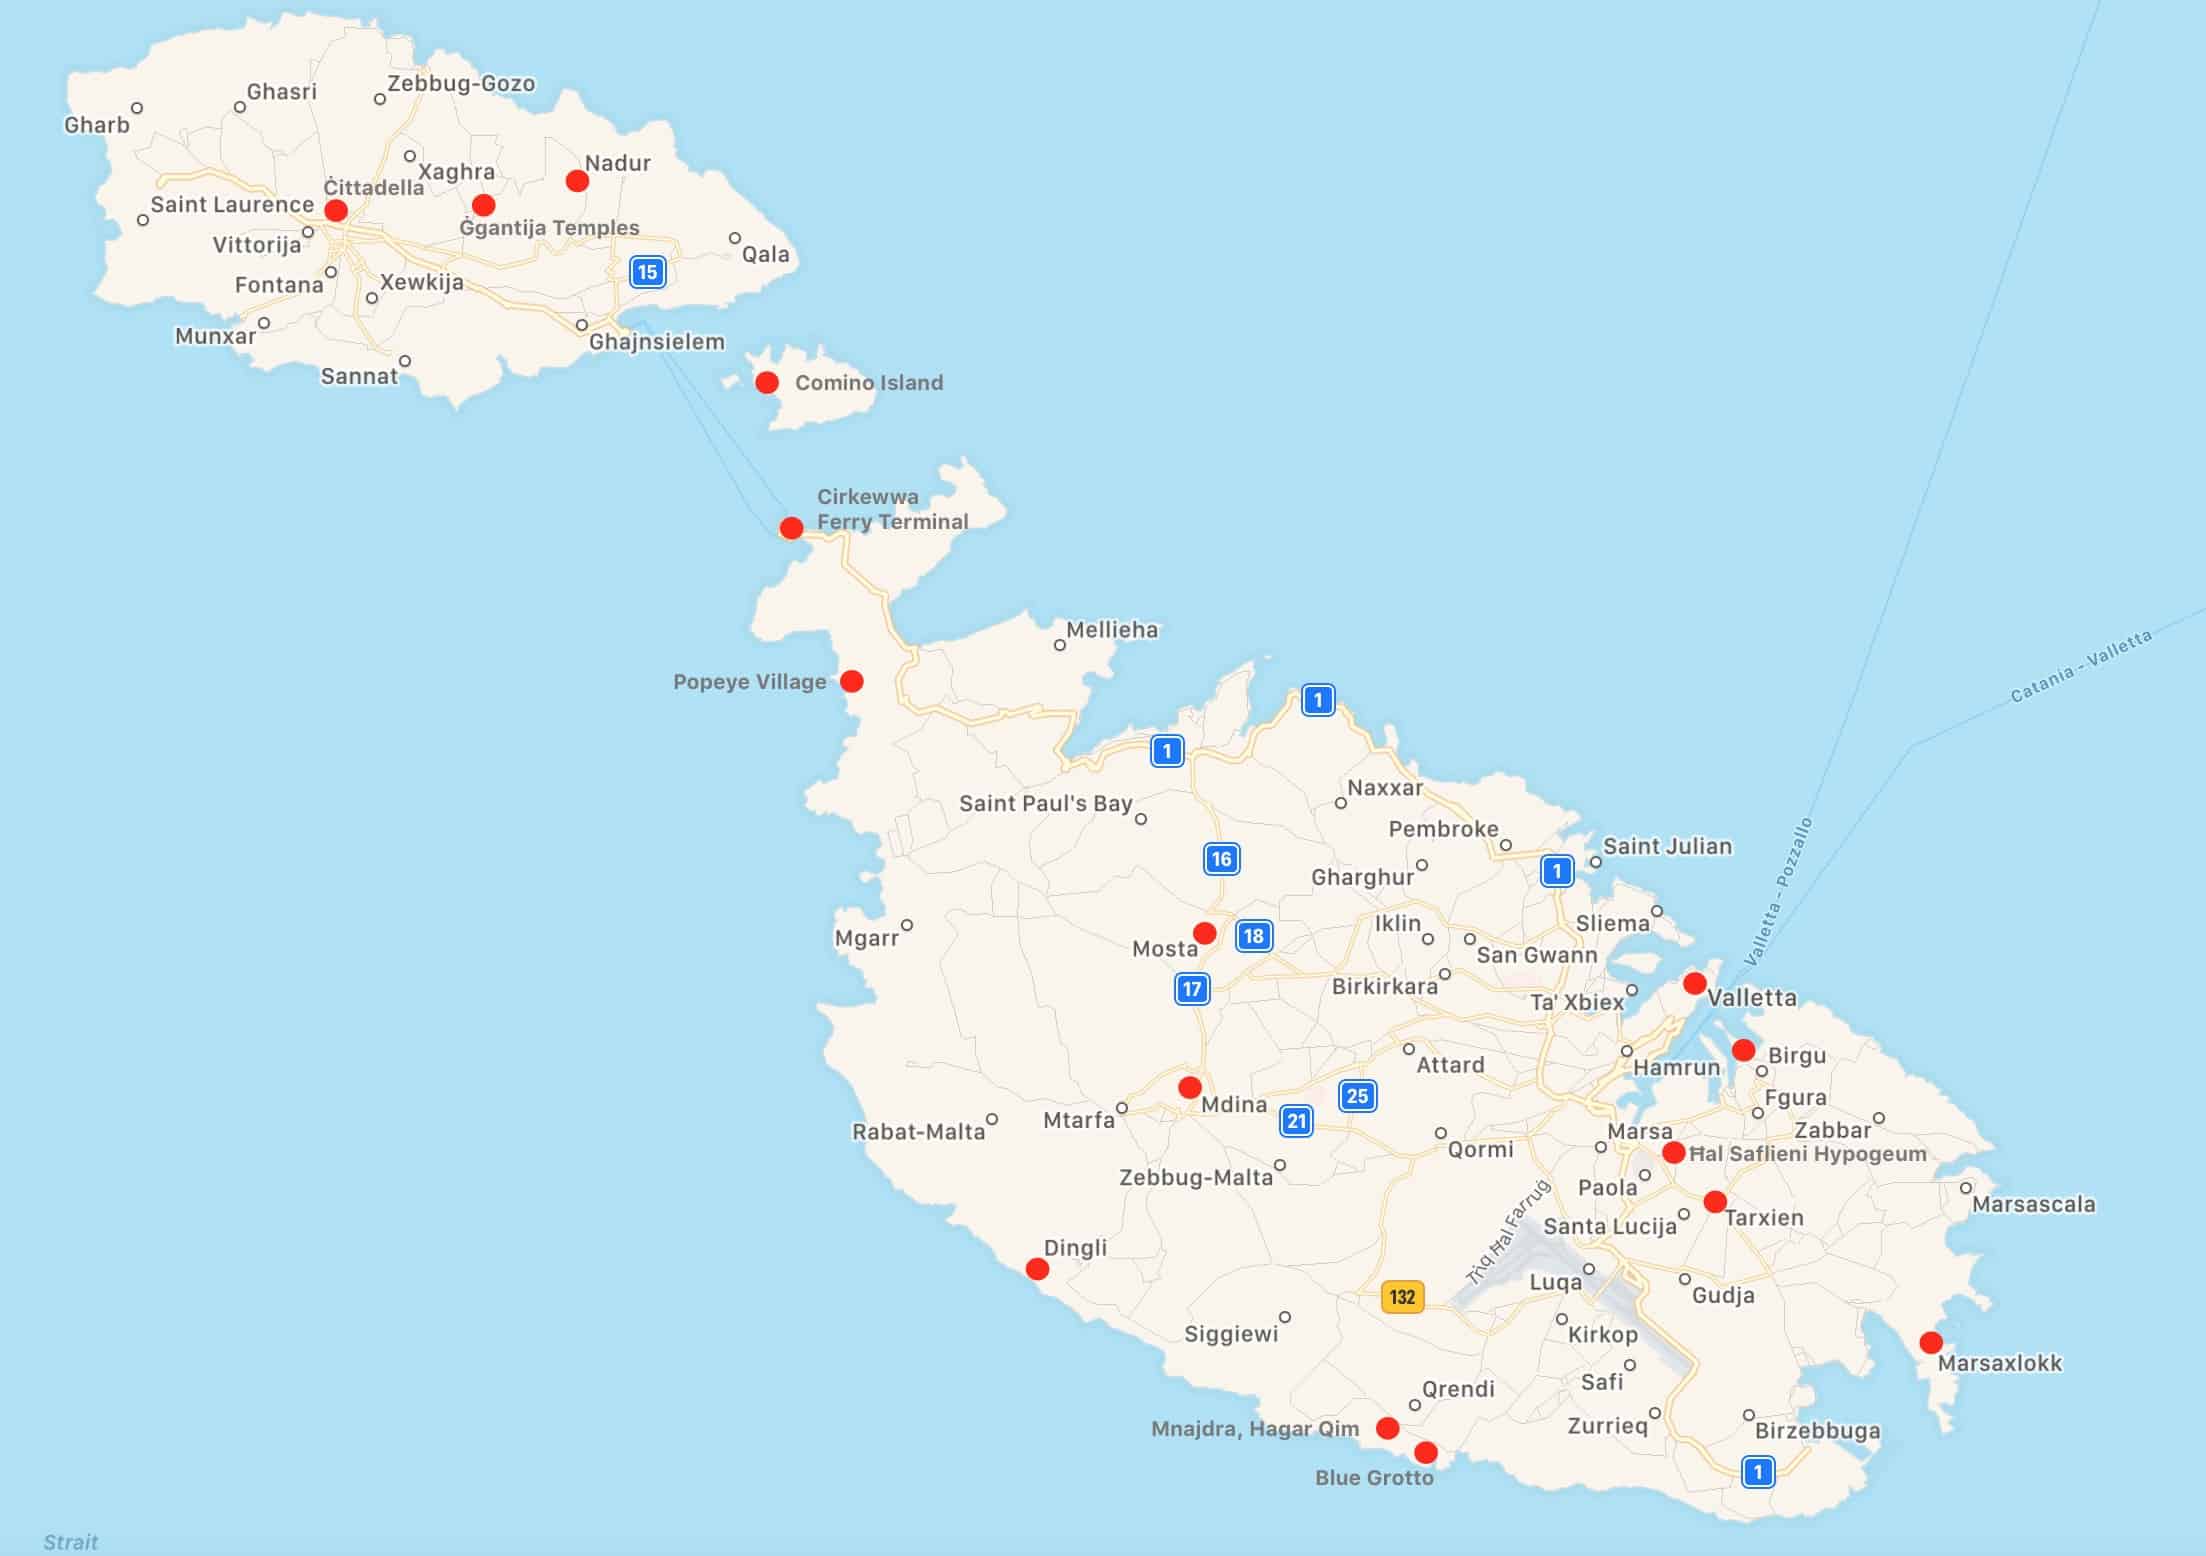 Zebbug-Gozo
Ghasri
Gharb
Nadur
Xaghra
Ċittadella
Saint Laurence
Ġgantija Temples
Vittorija
Qala
15
Fontana
Xewkija
Munxar
Ghajnsielem
Sannat
Comino Island
Cirkewwa
Ferry Terminal
Mellieha
Popeye Village
Catania - Valletta
1
1
Naxxar
Saint Paul's Bay
Pembroke
Saint Julian
16
1
Gharghur
Valletta - Pozzallo
Iklin
Sliema
Mgarr
18
Mosta
San Gwann
17
Birkirkara
Ta' Xbiex
Valletta
Birgu
Attard
Hamrun
25
Fgura
Mdina
Mtarfa
21
Rabat-Malta
Marsa
Zabbar
Qormi
Ħal Saflieni Hypogeum
Zebbug-Malta
Paola
Marsascala
Tarxien
Santa Lucija
Triq Ħal Farruġ
Dingli
Luqa
Gudja
132
Siggiewi
Kirkop
Marsaxlokk
Safi
Qrendi
Mnajdra, Hagar Qim
Zurrieq
Birzebbuga
1
Blue Grotto
Strait